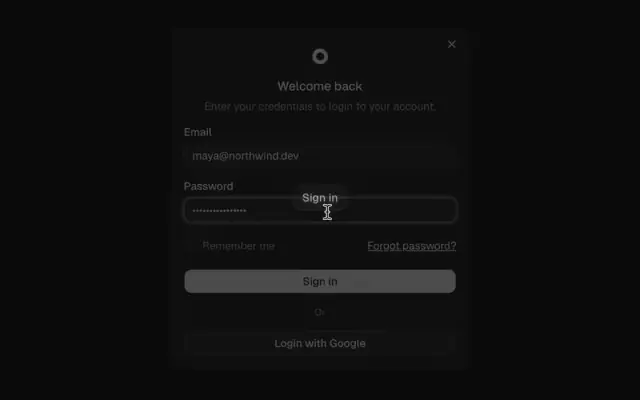 Welcome back
Enter your credentials to login to your account.
Email
maya@northwind.dev
Password
Sign in
••••••••••••••••
Remember me
Forgot password?
Sign in
Or
Login with Google